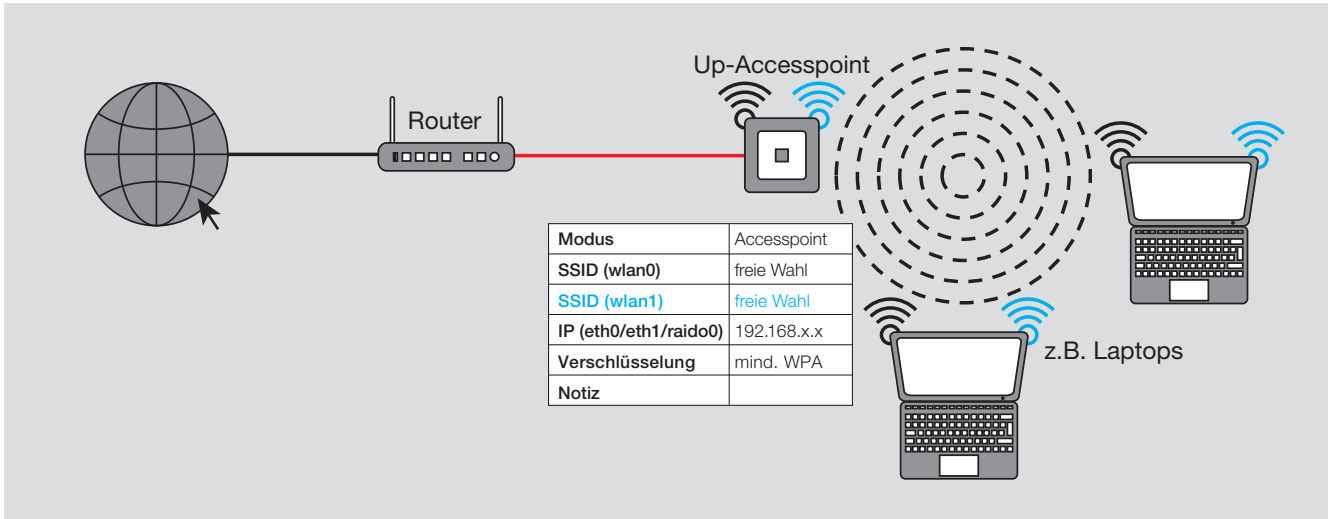 Up-Accesspoint
Router
Modus Accesspoint
SSID (wlan0) freie Wahl
SSID (wlan1) freie Wahl
IP (eth0/eth1/raido0) 192.168.x.x
Verschlüsselung mind. WPA
Notiz
z.B. Laptops